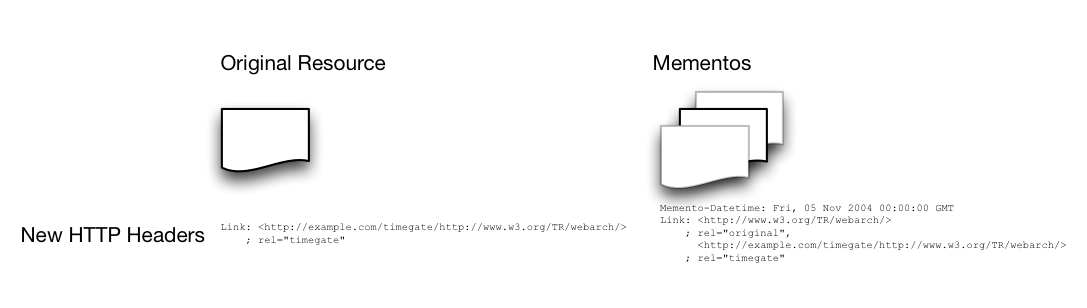 Original Resource
Mementos
New HTTP Headers
Link: <http://example.com/timegate/http://www.w3.org/TR/webarch/>
; rel="timegate"
Memento-Datetime: Fri, 05 Nov 2004 00:00:00 GMT
Link: <http://www.w3.org/TR/webarch/>
; rel="original",
<http://example.com/timegate/http://www.w3.org/TR/webarch/>
; rel="timegate"